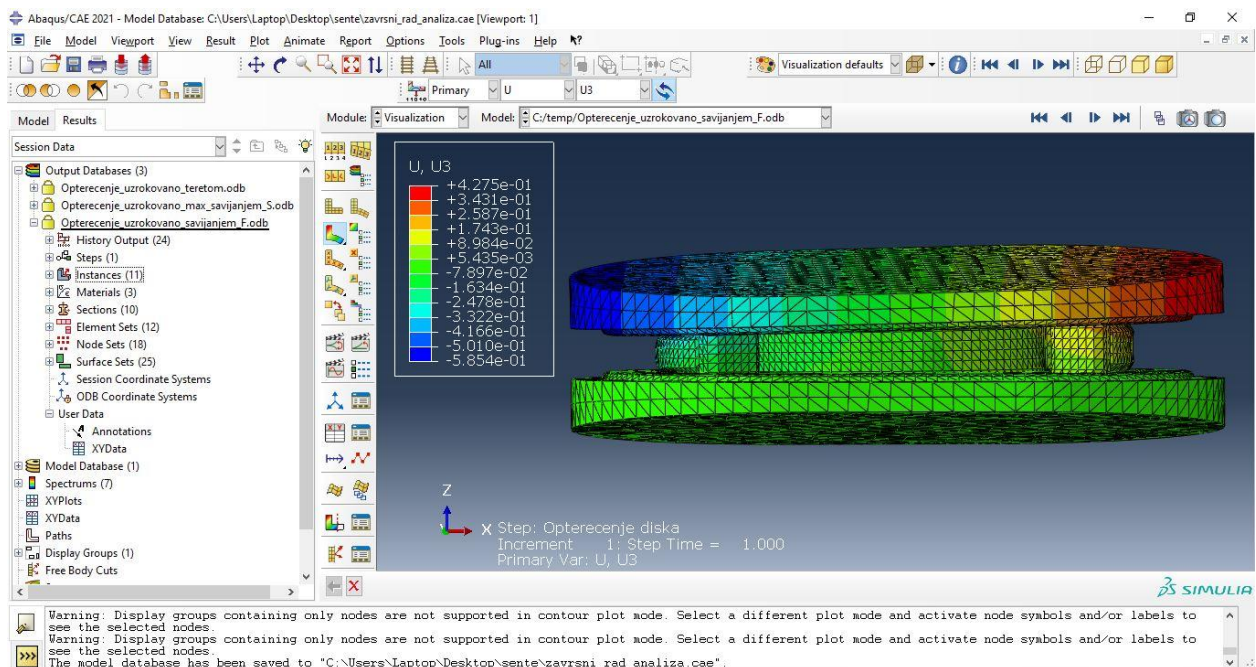 Abaqus/CAE 2021 - Model Database: C:\Users\Laptop\Desktop\sente\zavrsni_rad_analiza.cae [Viewport: 1]
File Model Viewport View Result Plot Animate Report Options Tools Plug-ins Help
All
Visualization defaults
Primary U U3
Model Results
Module: Visualization Model: C:/temp/Opterecenje_uzrokovano_savijanjem_F.odb
Session Data
Output Databases (3)
Opterecenje_uzrokovano_teretom.odb
Opterecenje_uzrokovano_max_savijanjem_S.odb
Opterecenje_uzrokovano_savijanjem_F.odb
History Output (24)
Steps (1)
Instances (11)
Materials (3)
Sections (10)
Element Sets (12)
Node Sets (18)
Surface Sets (25)
Session Coordinate Systems
ODB Coordinate Systems
User Data
Annotations
XYData
Model Database (1)
Spectrums (7)
XYPlots
XYData
Paths
Display Groups (1)
Free Body Cuts
U, U3
+4.275e-01
+3.431e-01
+2.587e-01
+1.743e-01
+8.984e-02
+5.435e-03
-7.897e-02
-1.634e-01
-2.478e-01
-3.322e-01
-4.166e-01
-5.010e-01
-5.854e-01
Z
X
Step: Opterecenje diska
Increment 1: Step Time = 1.000
Primary Var: U, U3
SIMULIA
Warning: Display groups containing only nodes are not supported in contour plot mode. Select a different plot mode and activate node symbols and/or labels to
see the selected nodes.
Warning: Display groups containing only nodes are not supported in contour plot mode. Select a different plot mode and activate node symbols and/or labels to
see the selected nodes.
The model database has been saved to "C:\Users\Laptop\Desktop\sente\zavrsni_rad_analiza.cae".